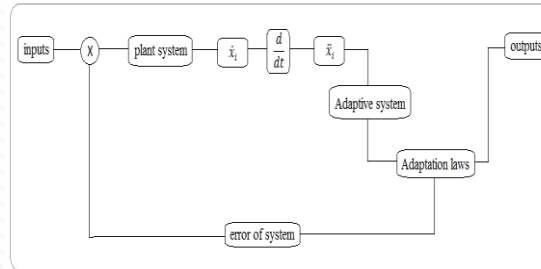 inputs
X
plant system
ẋᵢ
d
dt
ẍᵢ
outputs
Adaptive system
Adaptation laws
error of system